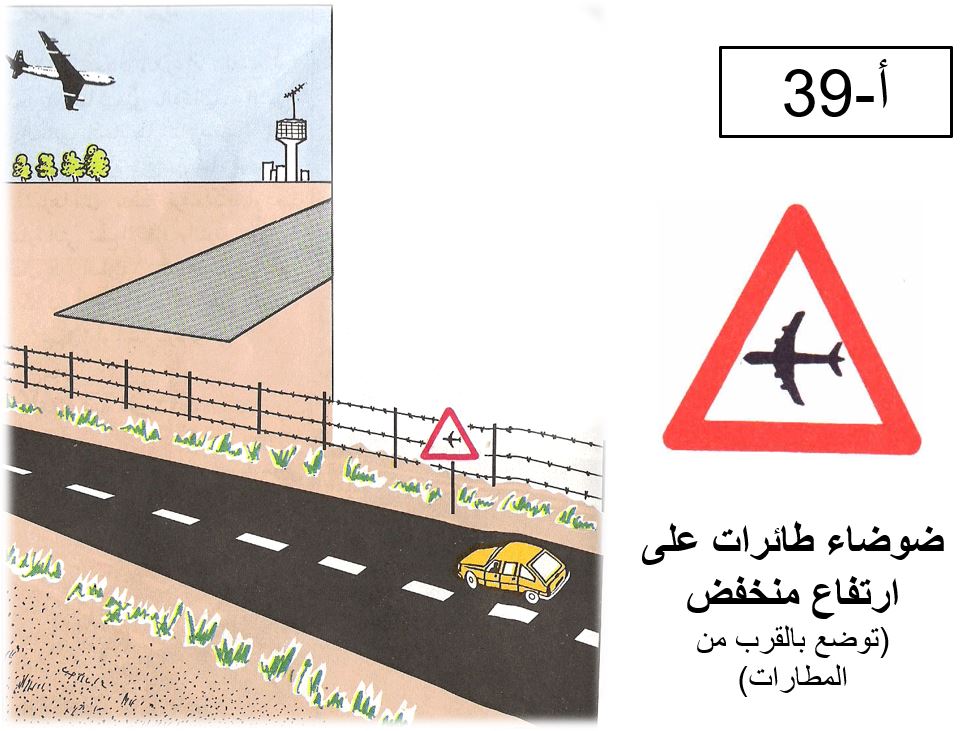 أ-39
ضوضاء طائرات على
ارتفاع منخفض
(توضع بالقرب من
المطارات)